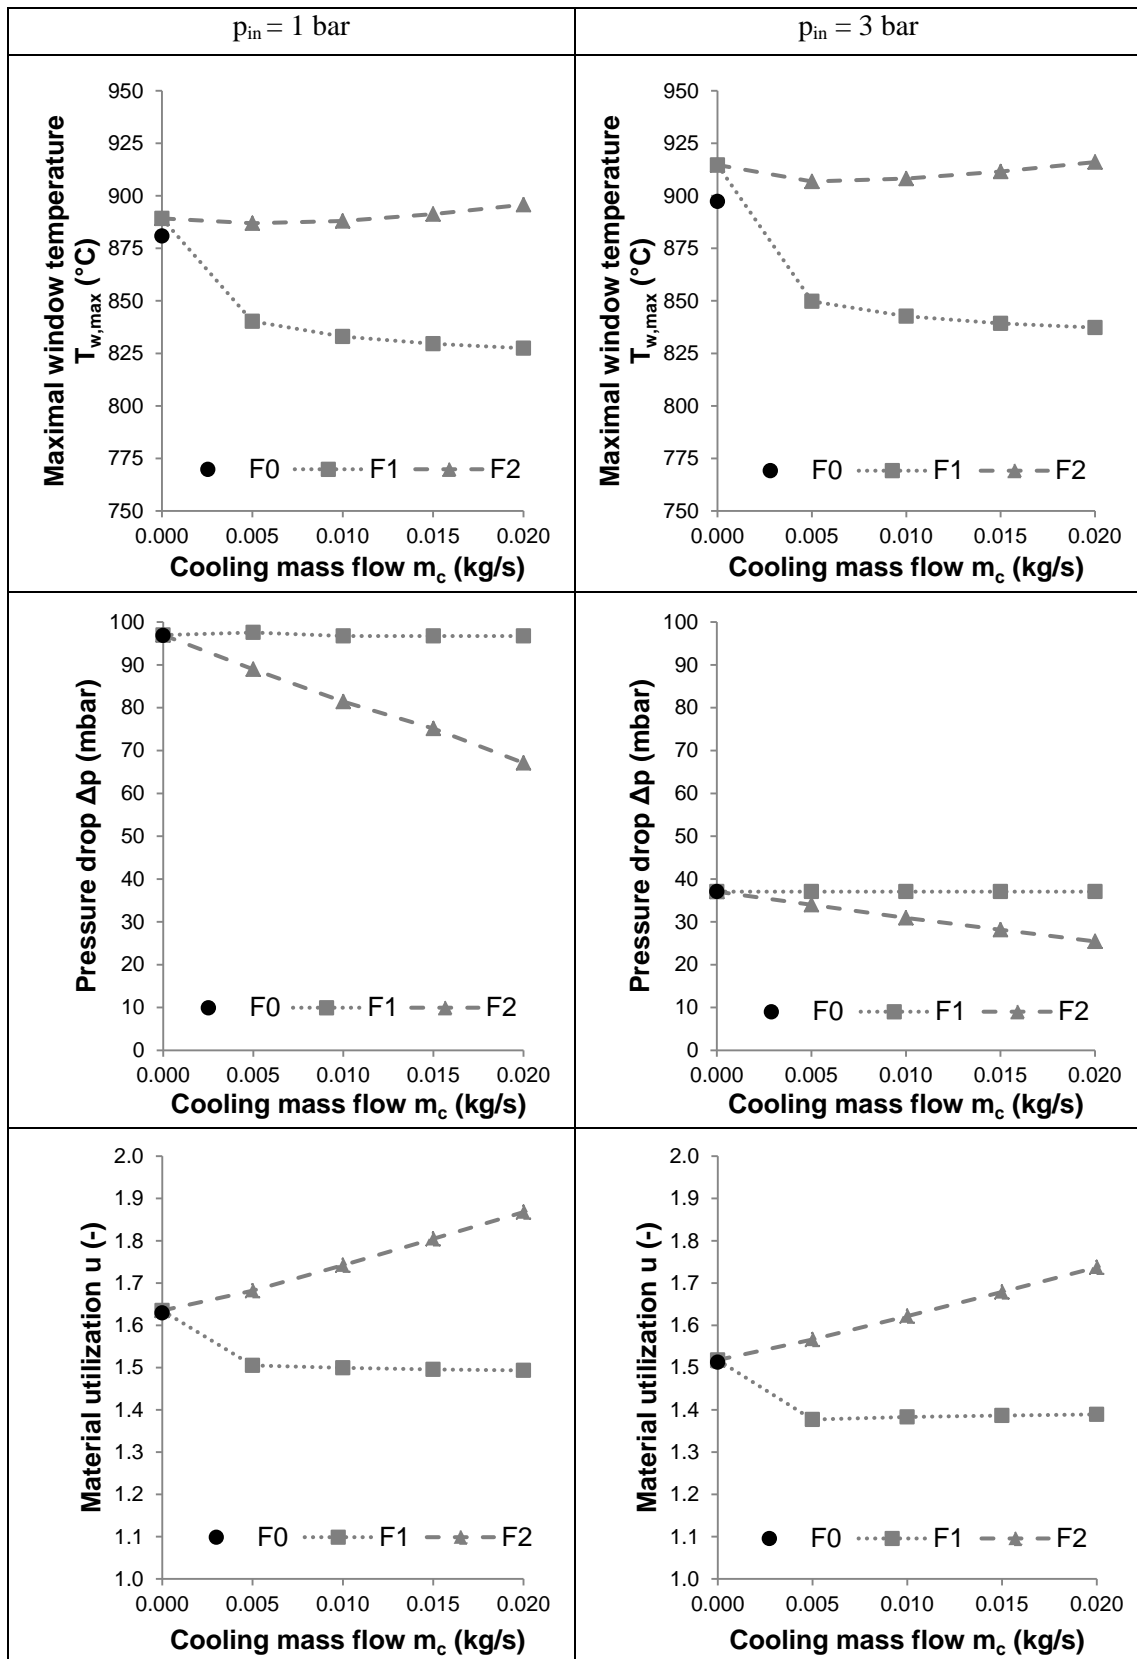 p_in = 1 bar
p_in = 3 bar
Maximal window temperature
T_w,max (°C)
950
925
900
875
850
825
800
775
750
F0 F1 F2
0.000 0.005 0.010 0.015 0.020
Cooling mass flow m_c (kg/s)
Maximal window temperature
T_w,max (°C)
950
925
900
875
850
825
800
775
750
F0 F1 F2
0.000 0.005 0.010 0.015 0.020
Cooling mass flow m_c (kg/s)
Pressure drop Δp (mbar)
100
90
80
70
60
50
40
30
20
10
0
F0 F1 F2
0.000 0.005 0.010 0.015 0.020
Cooling mass flow m_c (kg/s)
Pressure drop Δp (mbar)
100
90
80
70
60
50
40
30
20
10
0
F0 F1 F2
0.000 0.005 0.010 0.015 0.020
Cooling mass flow m_c (kg/s)
Material utilization u (-)
2.0
1.9
1.8
1.7
1.6
1.5
1.4
1.3
1.2
1.1
1.0
F0 F1 F2
0.000 0.005 0.010 0.015 0.020
Cooling mass flow m_c (kg/s)
Material utilization u (-)
2.0
1.9
1.8
1.7
1.6
1.5
1.4
1.3
1.2
1.1
1.0
F0 F1 F2
0.000 0.005 0.010 0.015 0.020
Cooling mass flow m_c (kg/s)